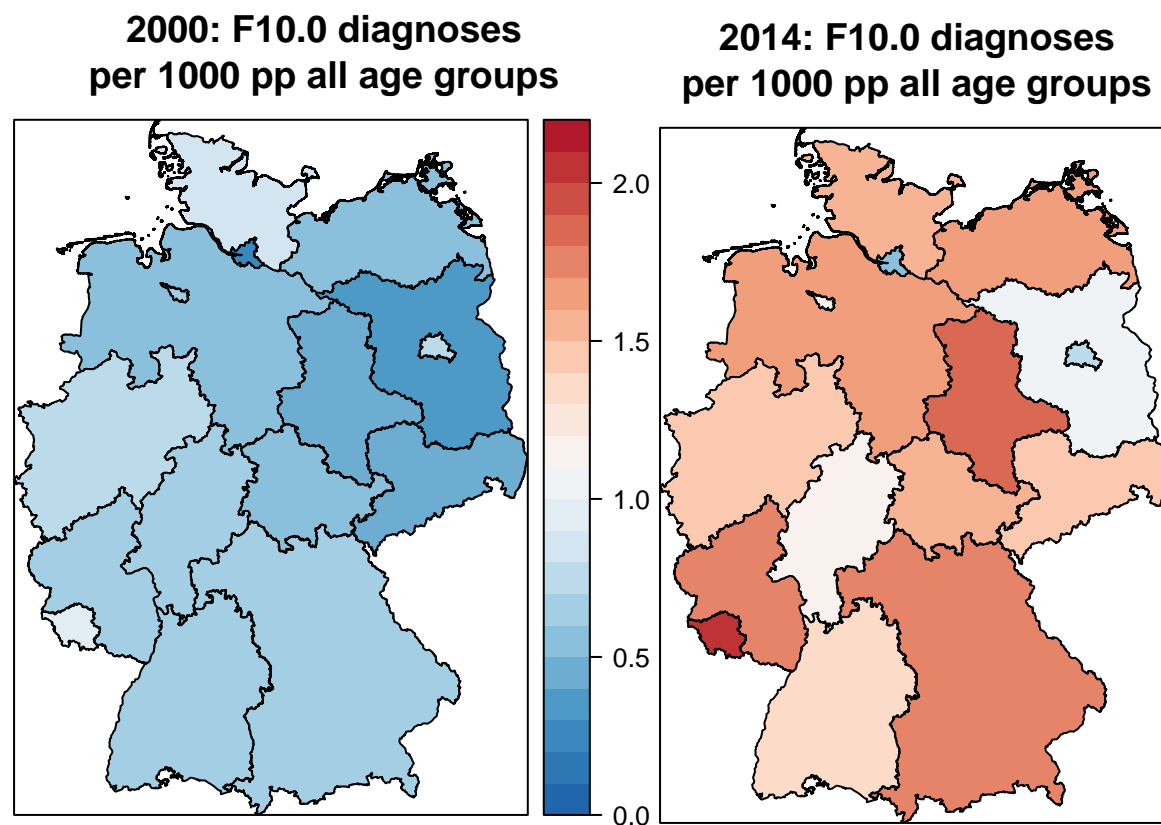 2000: F10.0 diagnoses
per 1000 pp all age groups
2014: F10.0 diagnoses
per 1000 pp all age groups
2.0
1.5
1.0
0.5
0.0